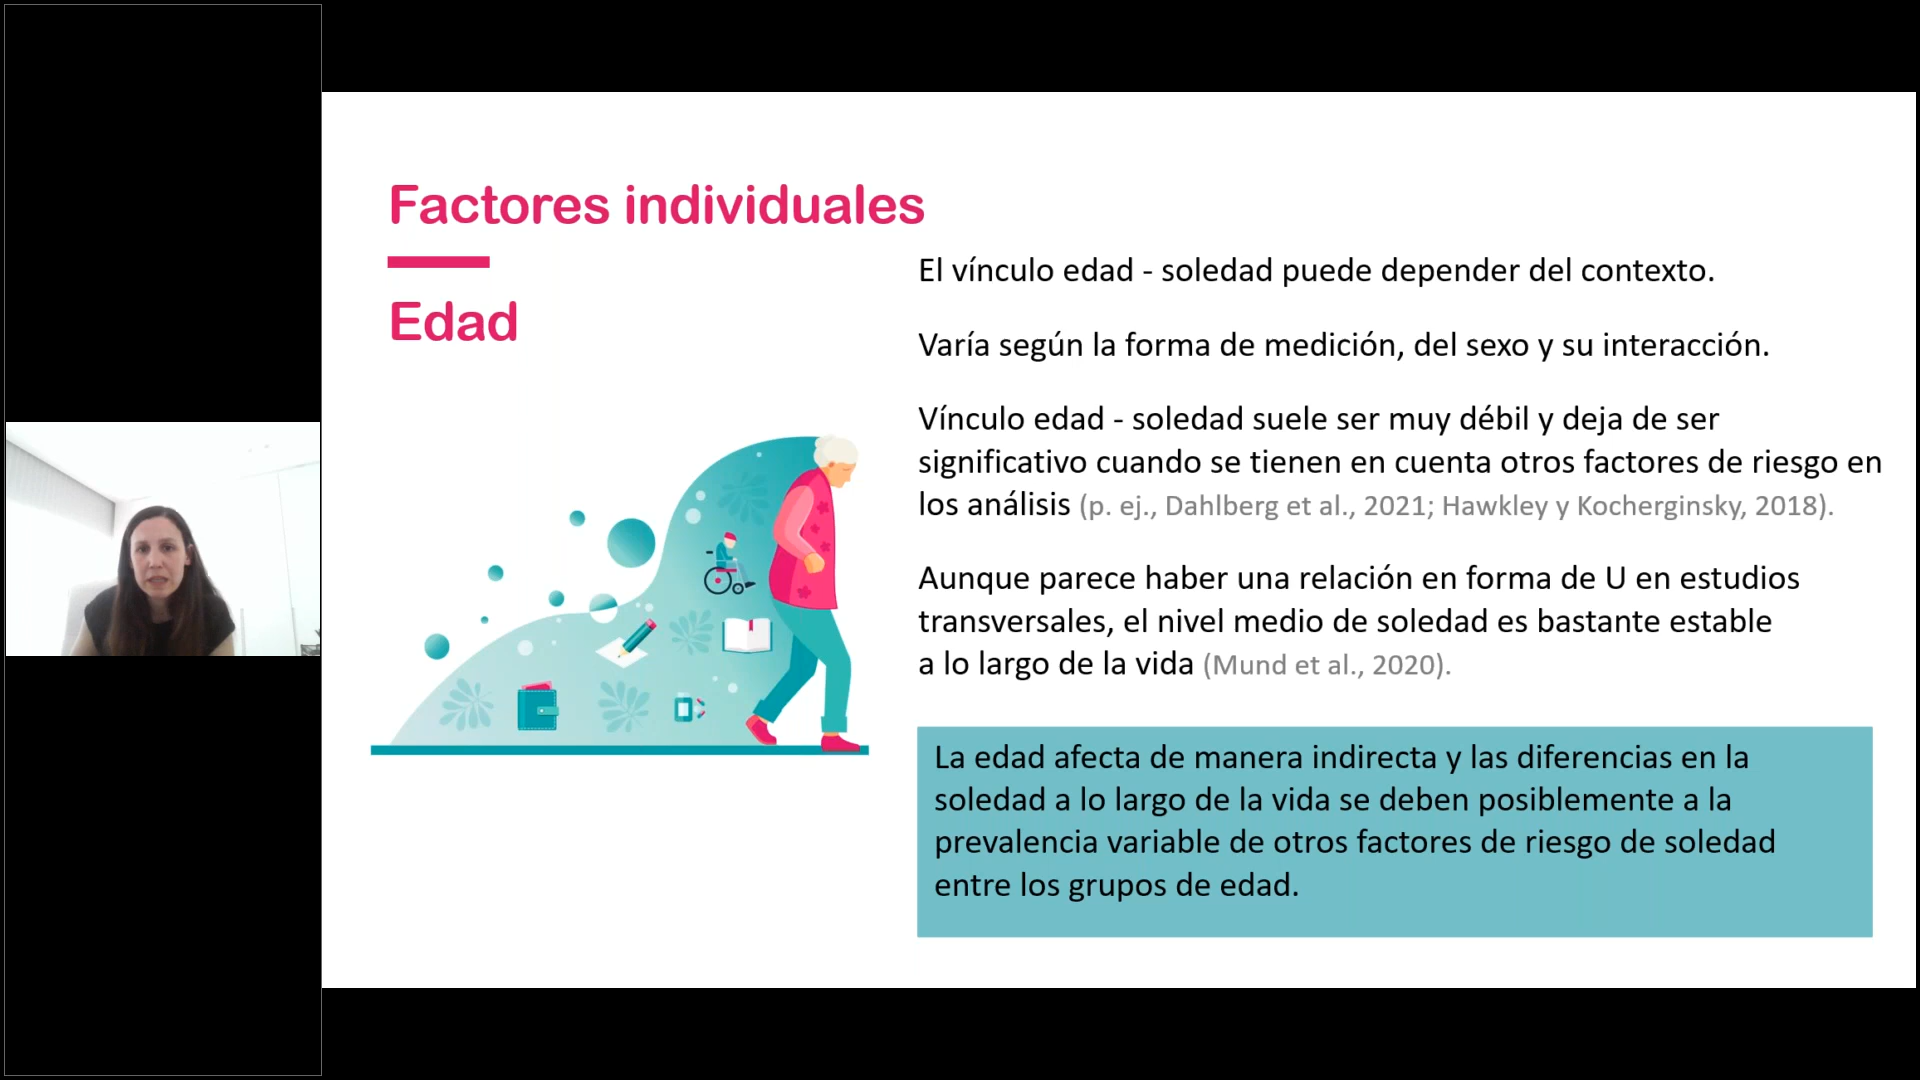 Factores individuales
Edad
El vínculo edad - soledad puede depender del contexto.
Varía según la forma de medición, del sexo y su interacción.
Vínculo edad - soledad suele ser muy débil y deja de ser
significativo cuando se tienen en cuenta otros factores de riesgo en
los análisis (p. ej., Dahlberg et al., 2021; Hawkley y Kocherginsky, 2018).
Aunque parece haber una relación en forma de U en estudios
transversales, el nivel medio de soledad es bastante estable
a lo largo de la vida (Mund et al., 2020).
La edad afecta de manera indirecta y las diferencias en la
soledad a lo largo de la vida se deben posiblemente a la
prevalencia variable de otros factores de riesgo de soledad
entre los grupos de edad.